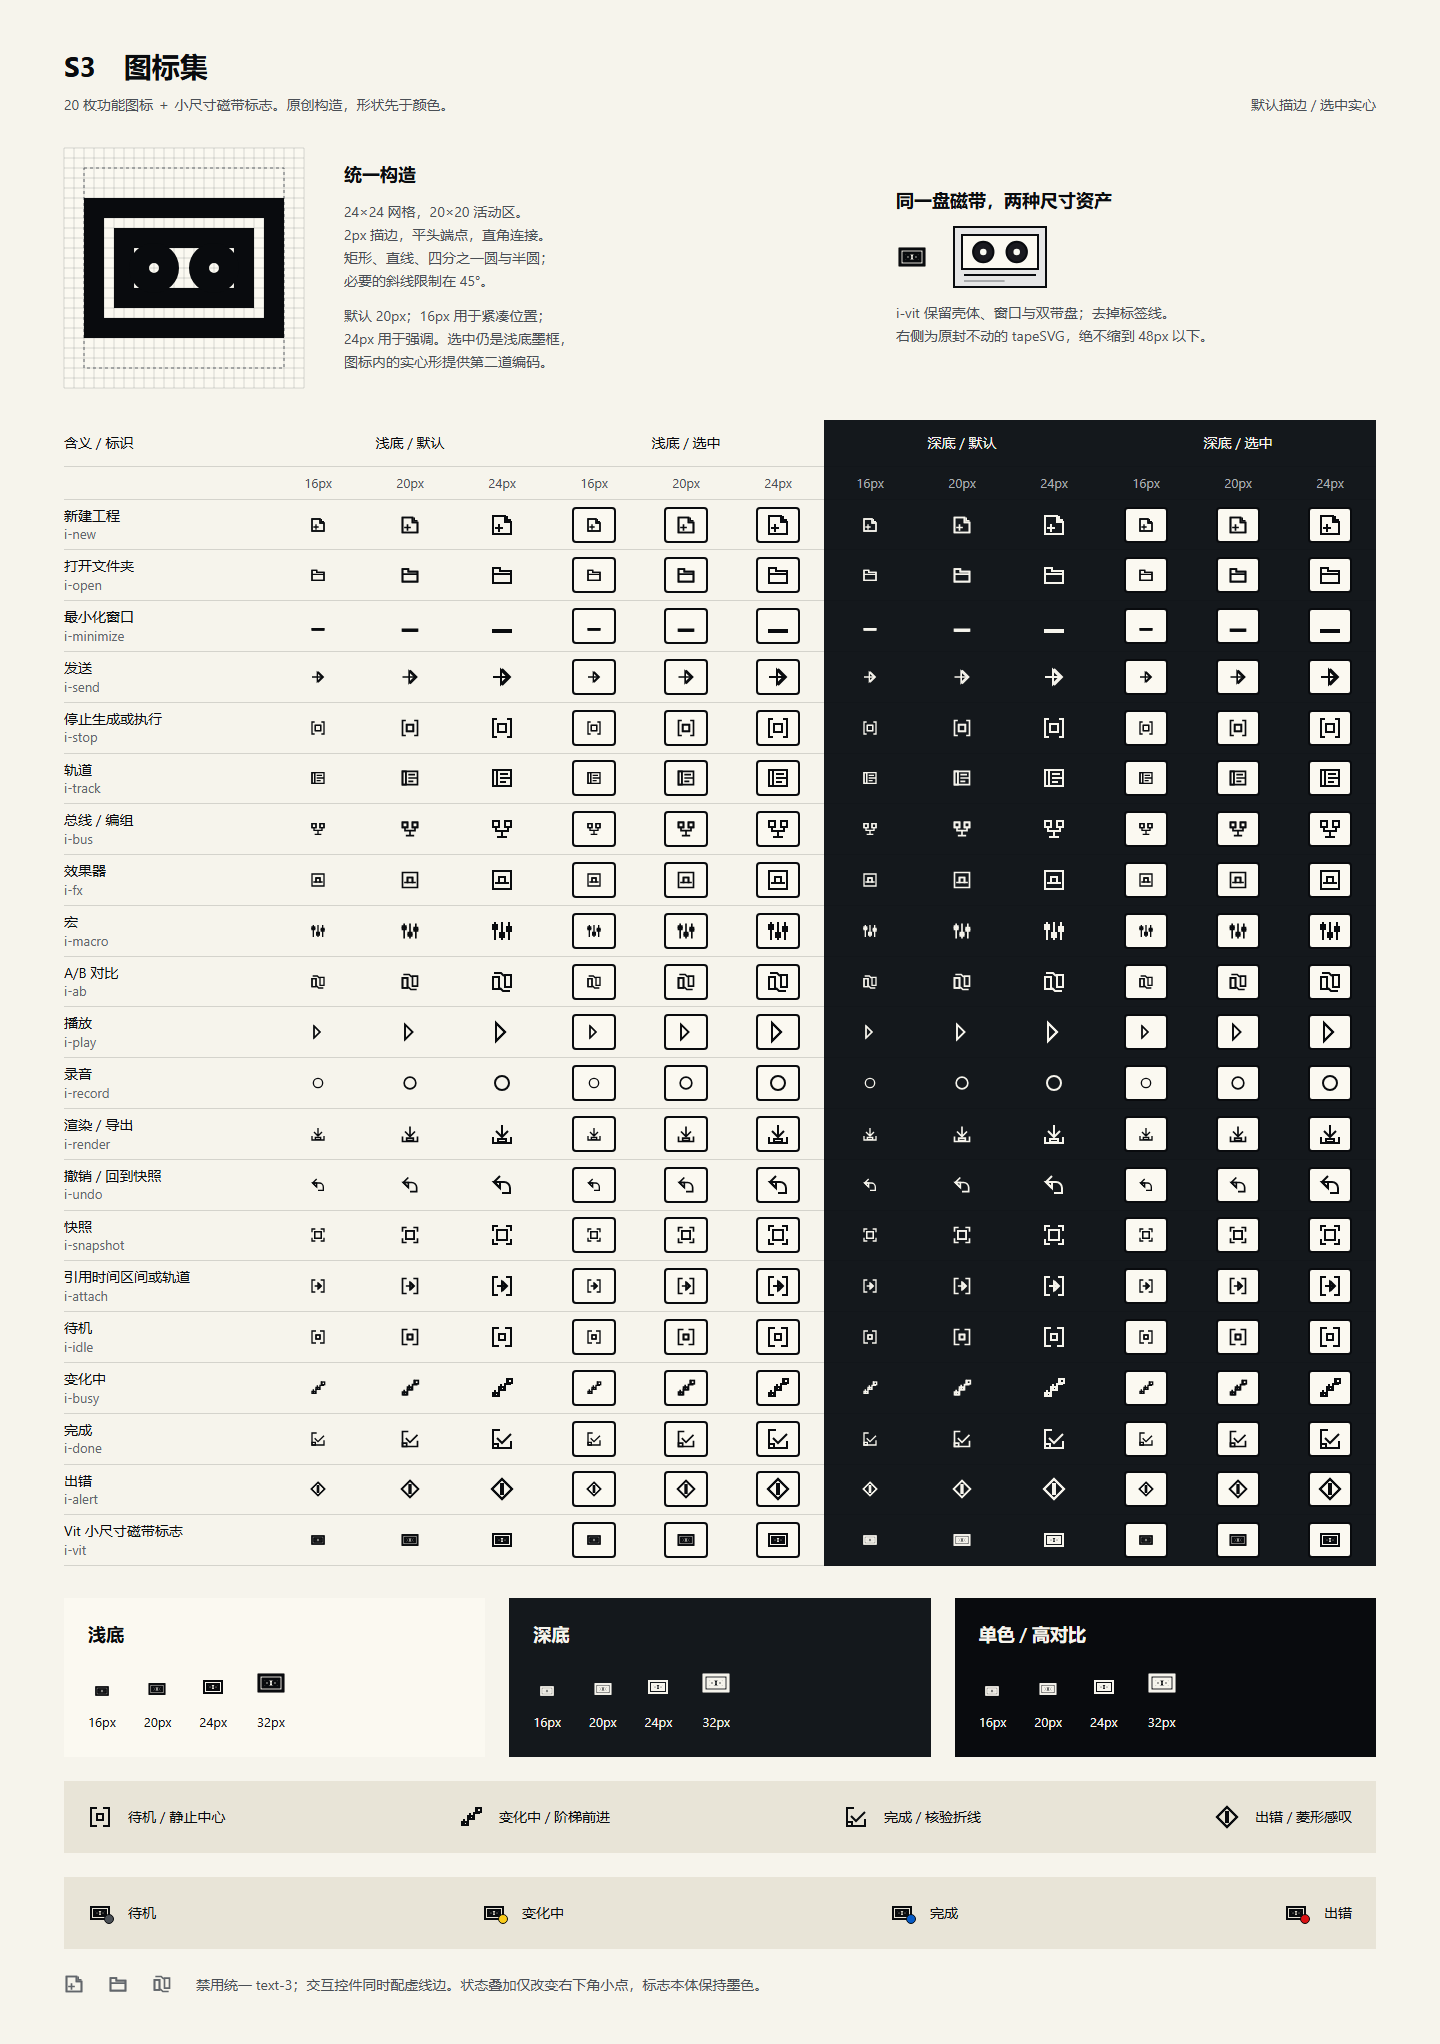 S3 图标集
20 枚功能图标 + 小尺寸磁带标志。原创构造，形状先于颜色。
默认描边 / 选中实心
统一构造
24×24 网格，20×20 活动区。
2px 描边，平头端点，直角连接。
矩形、直线、四分之一圆与半圆；
必要的斜线限制在 45°。
默认 20px；16px 用于紧凑位置；
24px 用于强调。选中仍是浅底墨框，
图标内的实心形提供第二道编码。
同一盘磁带，两种尺寸资产
i-vit 保留壳体、窗口与双带盘；去掉标签线。
右侧为原封不动的 tapeSVG，绝不缩到 48px 以下。
含义 / 标识 浅底 / 默认 浅底 / 选中 深底 / 默认 深底 / 选中
16px 20px 24px 16px 20px 24px 16px 20px 24px 16px 20px 24px
新建工程
i-new
打开文件夹
i-open
最小化窗口
i-minimize
发送
i-send
停止生成或执行
i-stop
轨道
i-track
总线 / 编组
i-bus
效果器
i-fx
宏
i-macro
A/B 对比
i-ab
播放
i-play
录音
i-record
渲染 / 导出
i-render
撤销 / 回到快照
i-undo
快照
i-snapshot
引用时间区间或轨道
i-attach
待机
i-idle
变化中
i-busy
完成
i-done
出错
i-alert
Vit 小尺寸磁带标志
i-vit
浅底
16px 20px 24px 32px
深底
16px 20px 24px 32px
单色 / 高对比
16px 20px 24px 32px
待机 / 静止中心 变化中 / 阶梯前进 完成 / 核验折线 出错 / 菱形感叹
待机 变化中 完成 出错
禁用统一 text-3；交互控件同时配虚线边。状态叠加仅改变右下角小点，标志本体保持墨色。